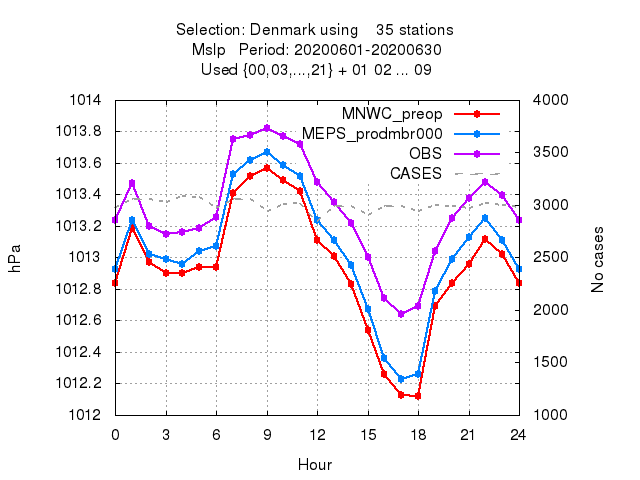 Selection: Denmark using    35 stations
Mslp   Period: 20200601-20200630
Used {00,03,...,21} + 01 02 ... 09
1014
1013.8
1013.6
1013.4
1013.2
1013
1012.8
1012.6
1012.4
1012.2
1012
hPa
MNWC_preop
MEPS_prodmbr000
OBS
CASES
4000
3500
3000
2500
2000
1500
1000
No cases
0 3 6 9 12 15 18 21 24
Hour